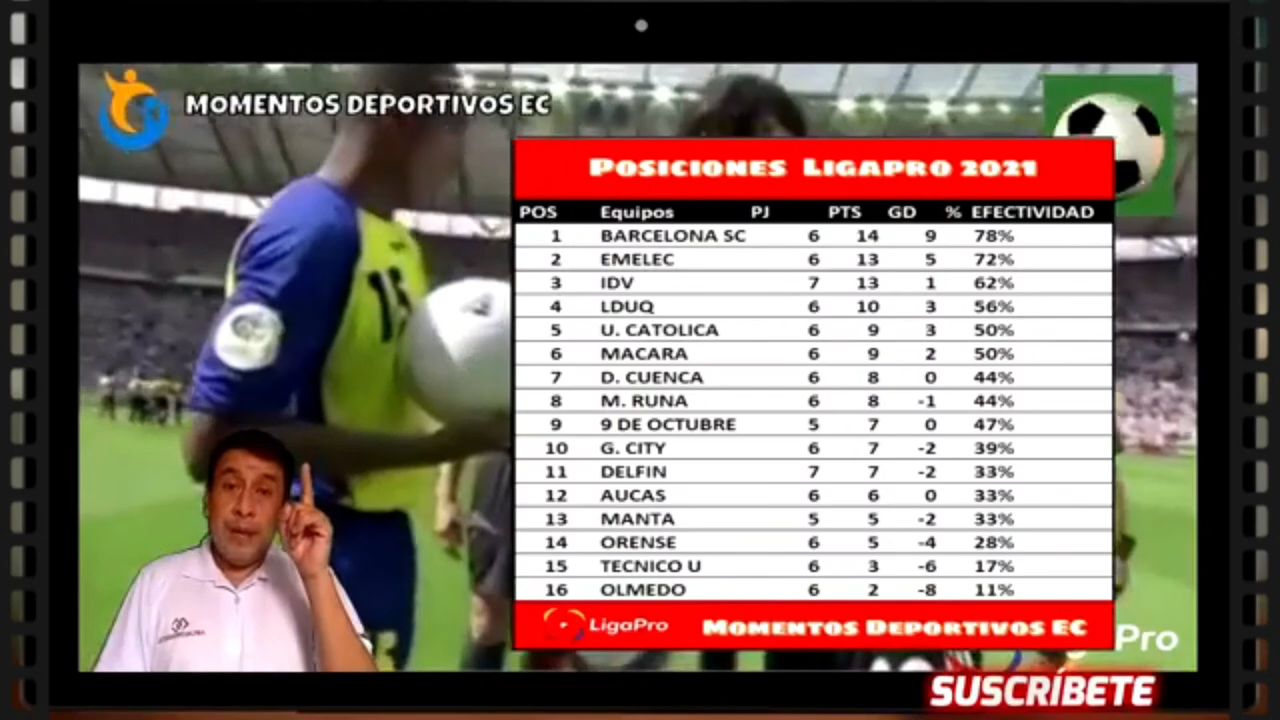 MOMENTOS DEPORTIVOS EC
15
POSICIONES LIGAPRO 2021
POS Equipos PJ PTS GD % EFECTIVIDAD
1 BARCELONA SC 6 14 9 78%
2 EMELEC 6 13 5 72%
3 IDV 7 13 1 62%
4 LDUQ 6 10 3 56%
5 U. CATOLICA 6 9 3 50%
6 MACARA 6 9 2 50%
7 D. CUENCA 6 8 0 44%
8 M. RUNA 6 8 -1 44%
9 9 DE OCTUBRE 5 7 0 47%
10 G. CITY 6 7 -2 39%
11 DELFIN 7 7 -2 33%
12 AUCAS 6 6 0 33%
13 MANTA 5 5 -2 33%
14 ORENSE 6 5 -4 28%
15 TECNICO U 6 3 -6 17%
16 OLMEDO 6 2 -8 11%
LigaPro MOMENTOS DEPORTIVOS EC
Pro
SUSCRÍBETE